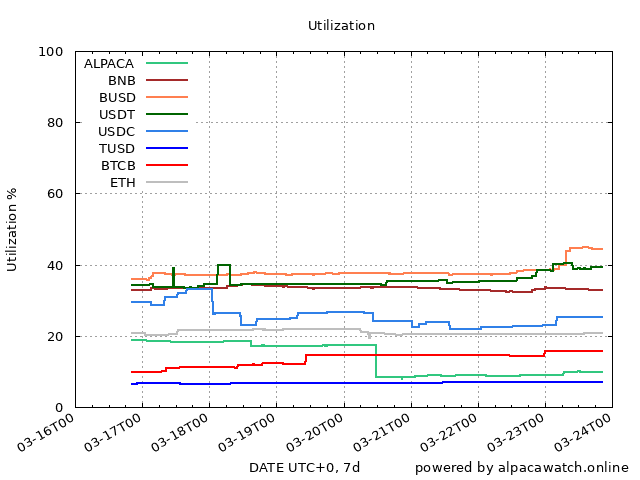 Utilization
100
80
60
40
20
0
Utilization %
ALPACA
BNB
BUSD
USDT
USDC
TUSD
BTCB
ETH
03-16T00
03-17T00
03-18T00
03-19T00
03-20T00
03-21T00
03-22T00
03-23T00
03-24T00
DATE UTC+0, 7d
powered by alpacawatch.online